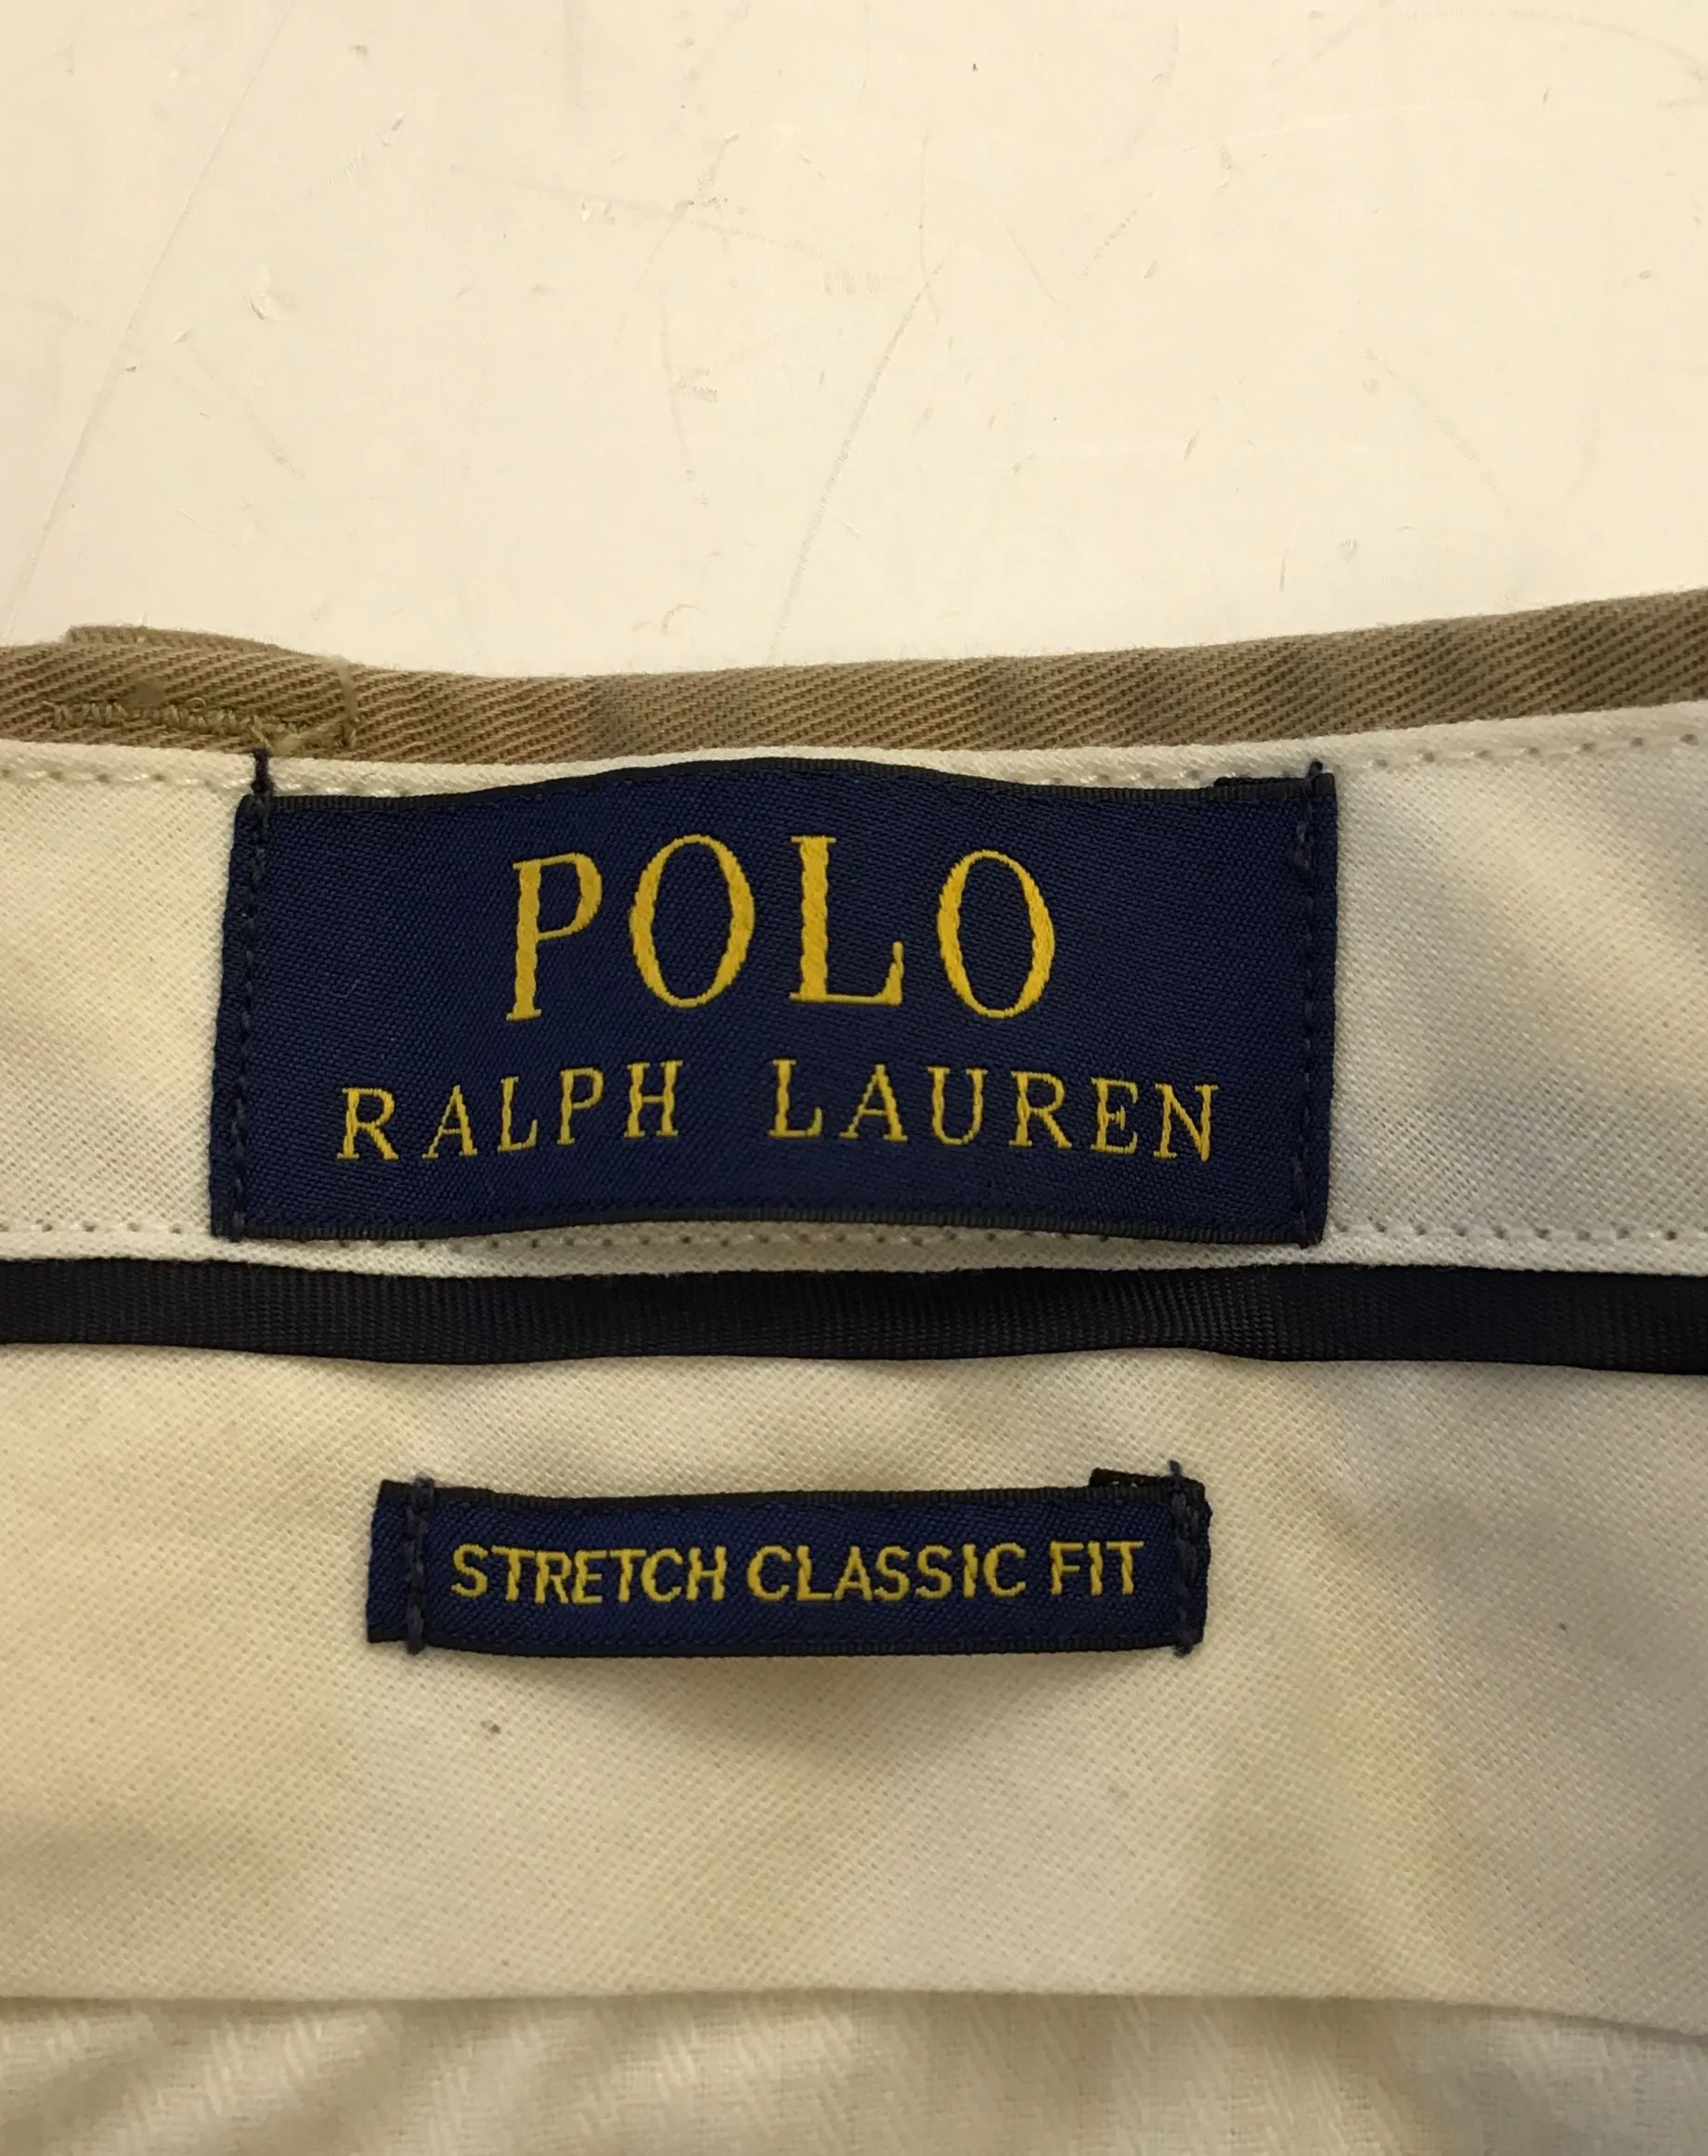 POLO
RALPH LAUREN
STRETCH CLASSIC FIT